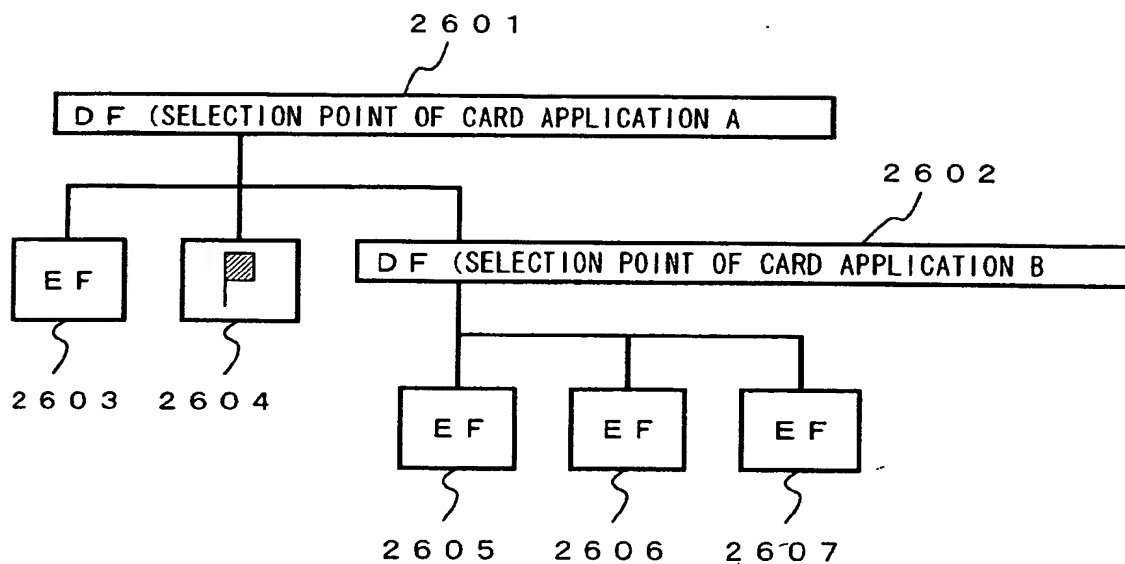 2601
DF (SELECTION POINT OF CARD APPLICATION A
2602
DF (SELECTION POINT OF CARD APPLICATION B
EF
2603
2604
EF
EF
EF
2605
2606
2607